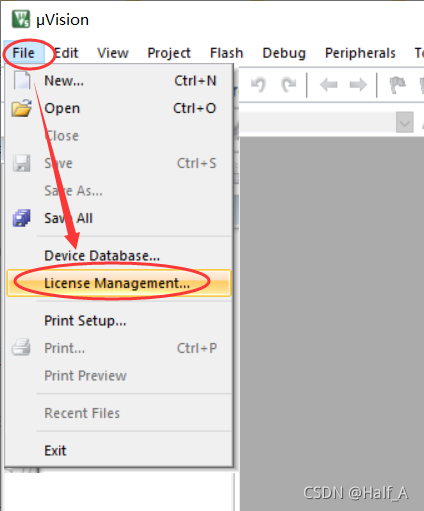 µVision
File Edit View Project Flash Debug Peripherals
New... Ctrl+N
Open Ctrl+O
Close
Save Ctrl+S
Save As...
Save All
Device Database...
License Management...
Print Setup...
Print... Ctrl+P
Print Preview
Recent Files
Exit
CSDN @Half_A